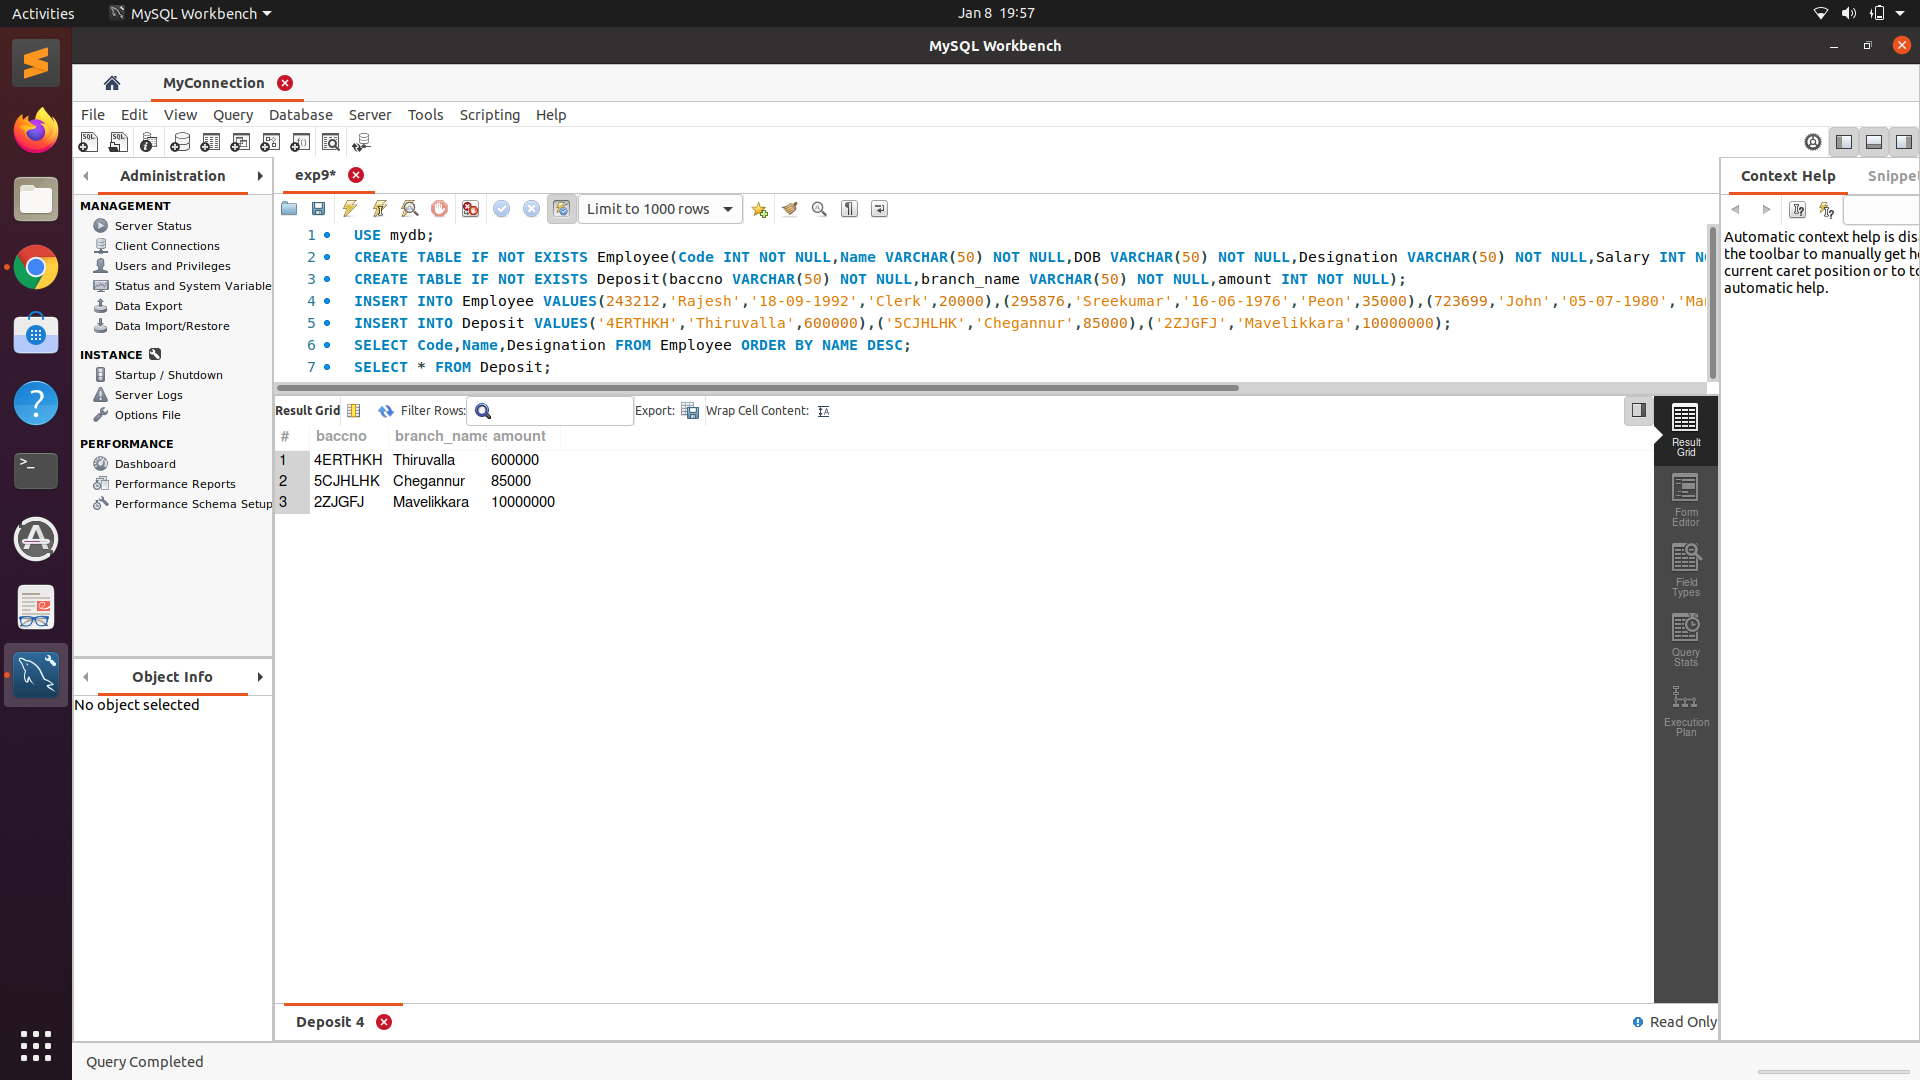 Activities
MySQL Workbench
Jan 8 19:57
MySQL Workbench
MyConnection
File Edit View Query Database Server Tools Scripting Help
Administration
MANAGEMENT
Server Status
Client Connections
Users and Privileges
Status and System Variable
Data Export
Data Import/Restore
INSTANCE
Startup / Shutdown
Server Logs
Options File
PERFORMANCE
Dashboard
Performance Reports
Performance Schema Setup
Object Info
No object selected
exp9*
Limit to 1000 rows
1 USE mydb;
2 CREATE TABLE IF NOT EXISTS Employee(Code INT NOT NULL,Name VARCHAR(50) NOT NULL,DOB VARCHAR(50) NOT NULL,Designation VARCHAR(50) NOT NULL,Salary INT NO
3 CREATE TABLE IF NOT EXISTS Deposit(baccno VARCHAR(50) NOT NULL,branch_name VARCHAR(50) NOT NULL,amount INT NOT NULL);
4 INSERT INTO Employee VALUES(243212,'Rajesh','18-09-1992','Clerk',20000),(295876,'Sreekumar','16-06-1976','Peon',35000),(723699,'John','05-07-1980','Mar
5 INSERT INTO Deposit VALUES('4ERTHKH','Thiruvalla',600000),('5CJHLHK','Chegannur',85000),('2ZJGFJ','Mavelikkara',10000000);
6 SELECT Code,Name,Designation FROM Employee ORDER BY NAME DESC;
7 SELECT * FROM Deposit;
Result Grid Filter Rows: Export: Wrap Cell Content:
# baccno branch_name amount
1 4ERTHKH Thiruvalla 600000
2 5CJHLHK Chegannur 85000
3 2ZJGFJ Mavelikkara 10000000
Result
Grid
Form
Editor
Field
Types
Query
Stats
Execution
Plan
Context Help Snippet
Automatic context help is dis
the toolbar to manually get he
current caret position or to to
automatic help.
Deposit 4
Read Only
Query Completed